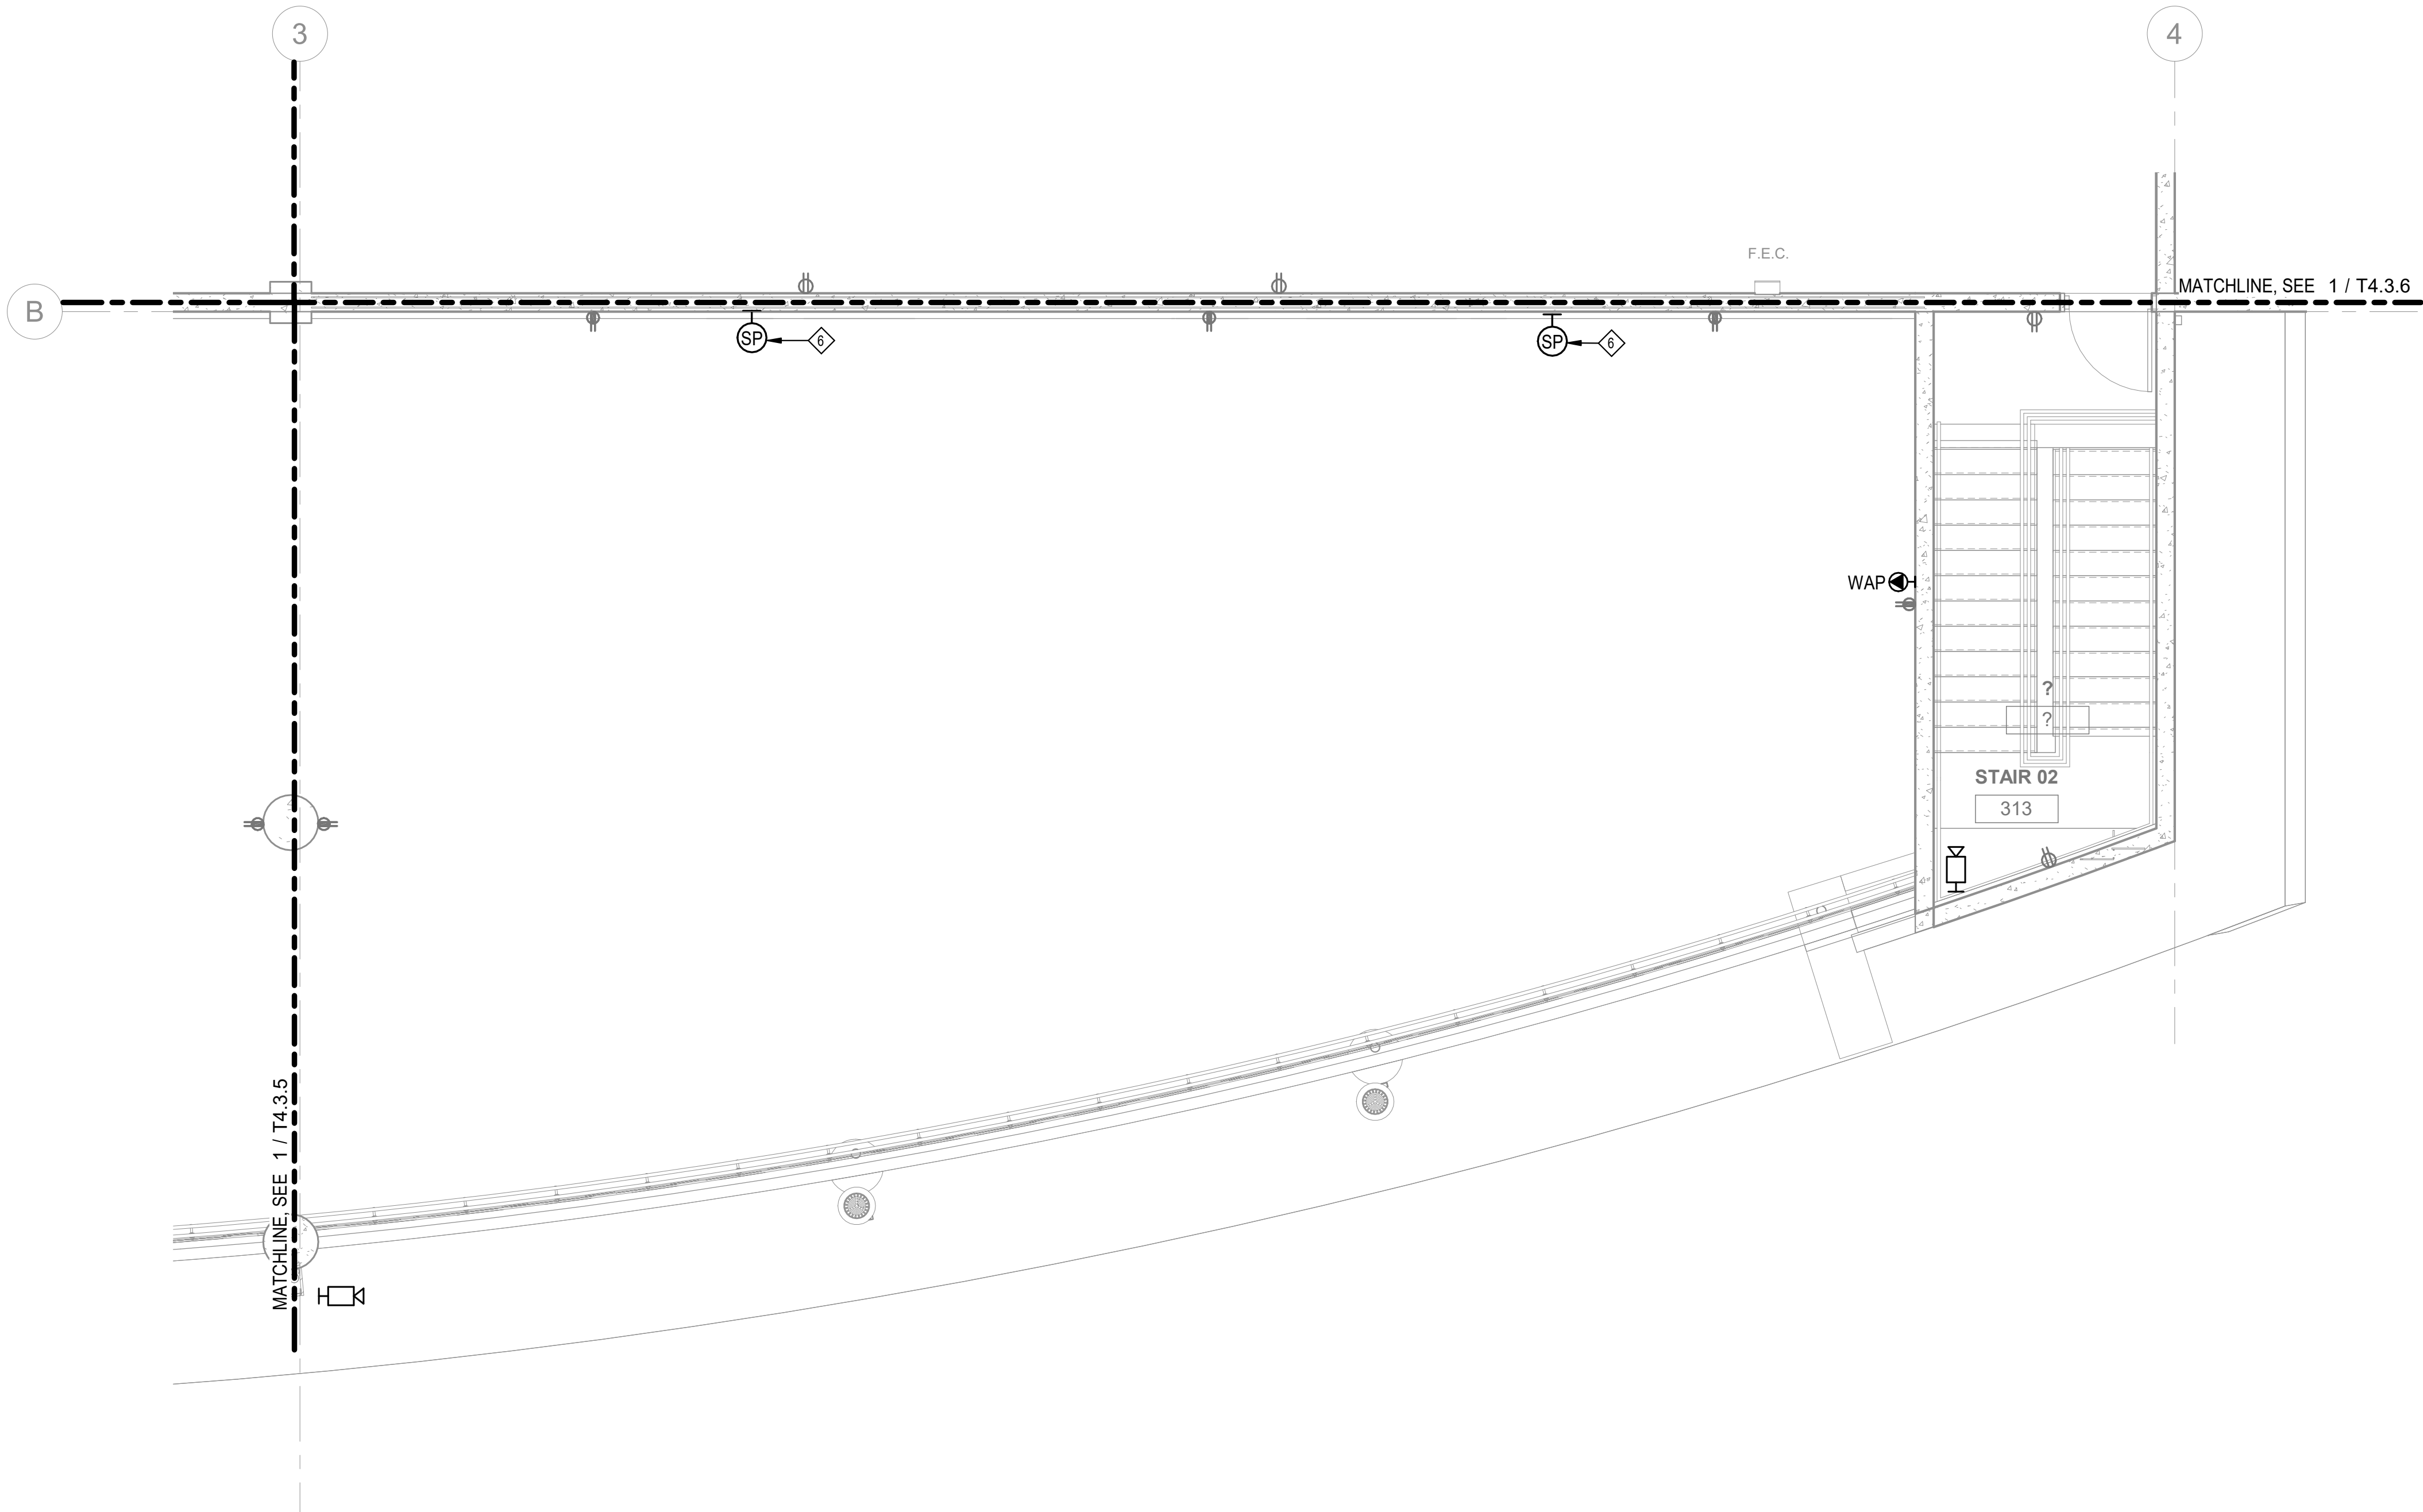 3
4
F.E.C.
MATCHLINE, SEE 1 / T4.3.6
B
SP
6
SP
6
WAP
?
?
STAIR 02
313
MATCHLINE, SEE 1 / T4.3.5